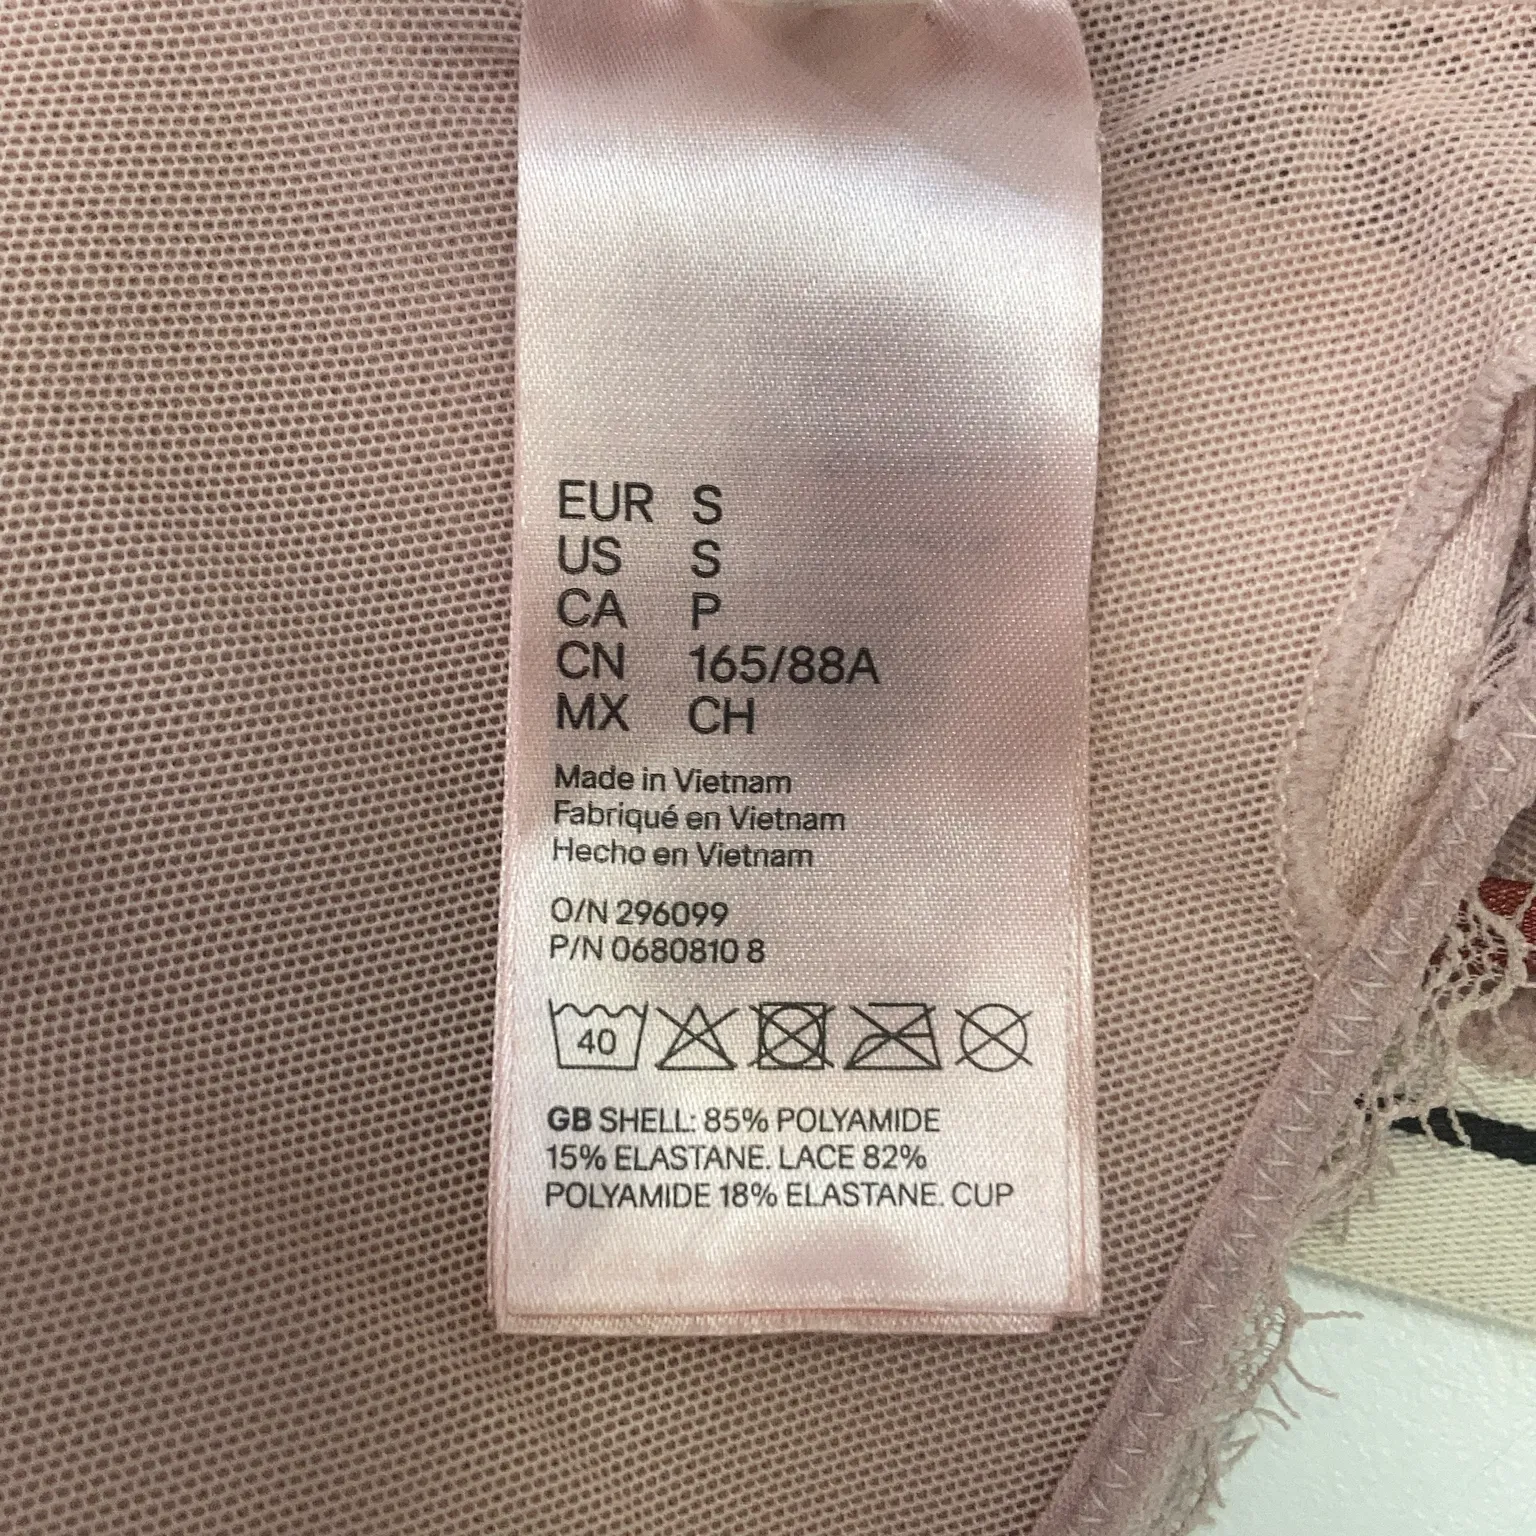 EUR S
US S
CA P
CN 165/88A
MX CH
Made in Vietnam
Fabriqué en Vietnam
Hecho en Vietnam
O/N 296099
P/N 0680810 8
40
GB SHELL: 85% POLYAMIDE
15% ELASTANE. LACE 82%
POLYAMIDE 18% ELASTANE. CUP